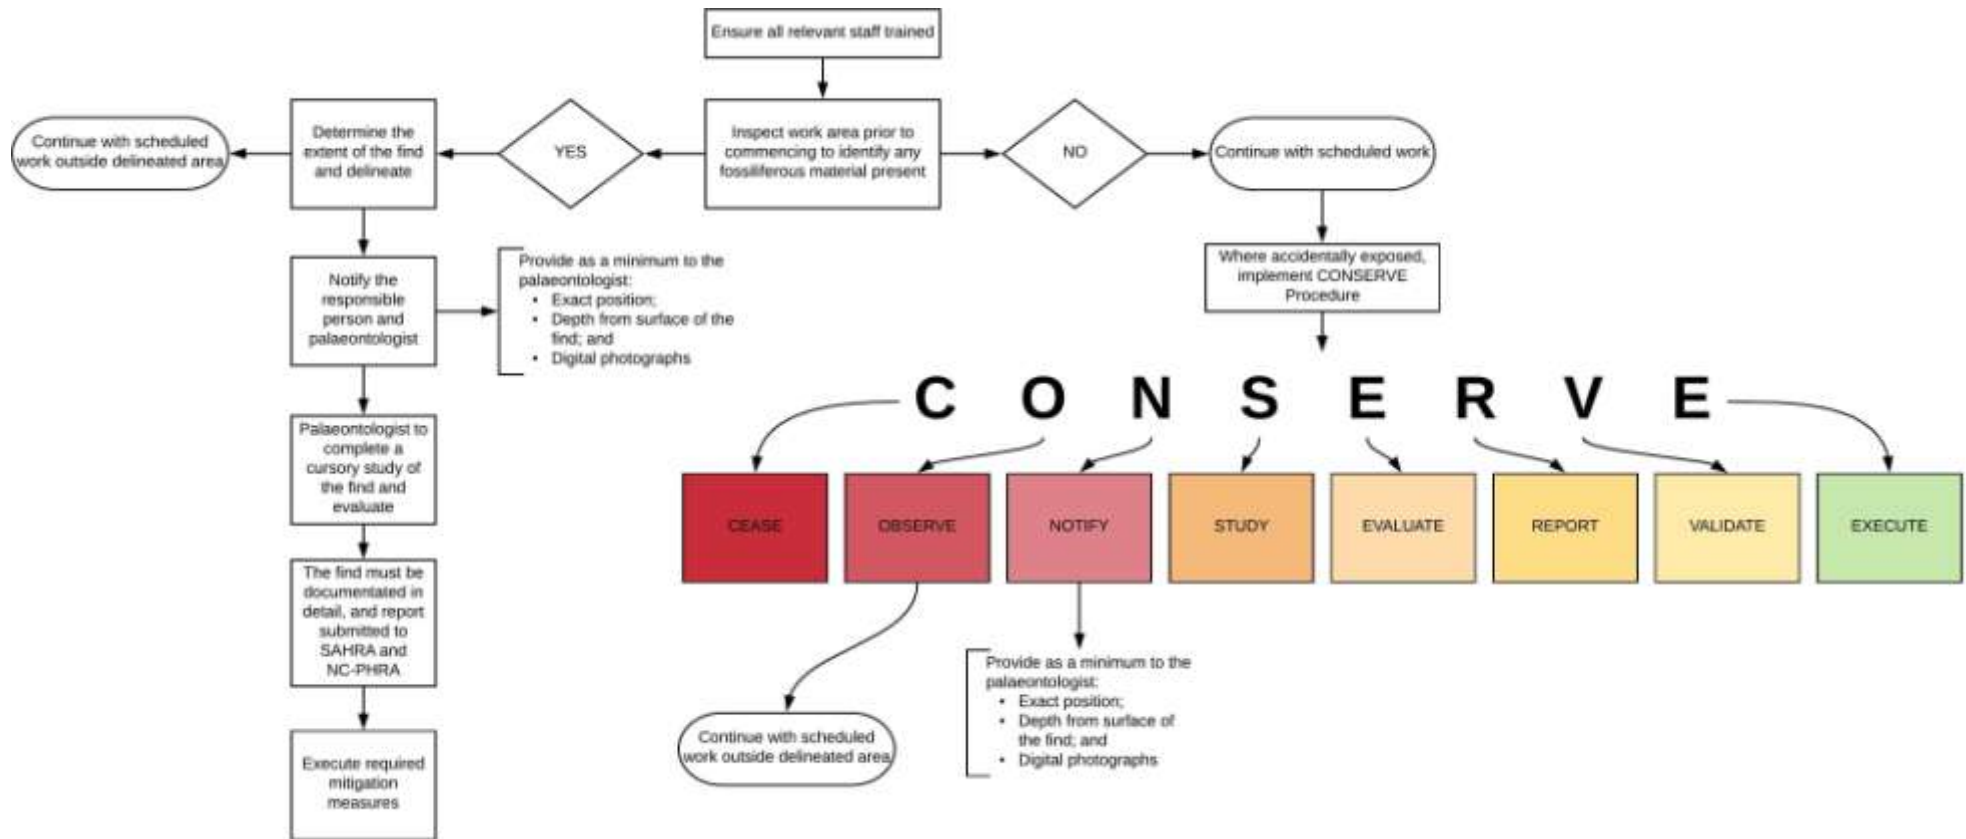 Ensure all relevant staff trained
Continue with scheduled
work outside delineated area
Determine the
extent of the find
and delineate
YES
Inspect work area prior to
commencing to identify any
fossiliferous material present
NO
Continue with scheduled work
Notify the
responsible
person and
palaeontologist
Provide as a minimum to the
palaeontologist:
• Exact position;
• Depth from surface of the
find; and
• Digital photographs
Where accidentally exposed,
implement CONSERVE
Procedure
Palaeontologist to
complete a
cursory study of
the find and
evaluate
C O N S E R V E
CEASE
OBSERVE
NOTIFY
STUDY
EVALUATE
REPORT
VALIDATE
EXECUTE
The find must be
documentated in
detail, and report
submitted to
SAHRA and
NC-PHRA
Continue with scheduled
work outside delineated area
Provide as a minimum to the
palaeontologist:
• Exact position;
• Depth from surface of
the find; and
• Digital photographs
Execute required
mitigation
measures